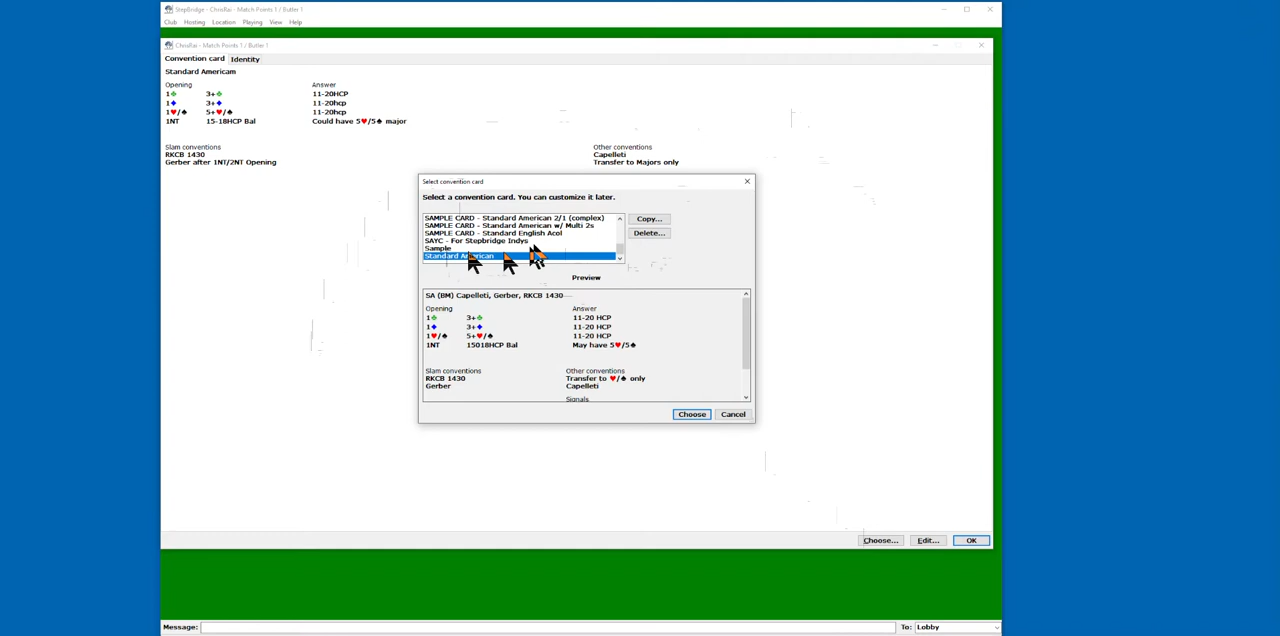 StepBridge - ChrisRai - Match Points 1 / Butler 1
Club Hosting Location Playing View Help
ChrisRai - Match Points 1 / Butler 1
Convention card Identity
Standard Americam
Opening Answer
1♣ 3+♣ 11-20HCP
1♦ 3+♦ 11-20hcp
1♥/♠ 5+♥/♠ 11-20hcp
1NT 15-18HCP Bal Could have 5♥/5♠ major
Slam conventions Other conventions
RKCB 1430 Capelleti
Gerber after 1NT/2NT Opening Transfer to Majors only
Select convention card
Select a convention card. You can customize it later.
SAMPLE CARD - Standard American 2/1 (complex)
SAMPLE CARD - Standard American w/ Multi 2s
SAMPLE CARD - Standard English Acol
SAYC - For Stepbridge Indys
Sample
Standard American
Copy...
Delete...
Preview
SA (BM) Capelleti, Gerber, RKCB 1430
Opening Answer
1♣ 3+♣ 11-20 HCP
1♦ 3+♦ 11-20 HCP
1♥/♠ 5+♥/♠ 11-20 HCP
1NT 15018HCP Bal May have 5♥/5♠
Slam conventions Other conventions
RKCB 1430 Transfer to ♥/♠ only
Gerber Capelleti
Signals
Choose Cancel
Choose... Edit... OK
Message: To: Lobby